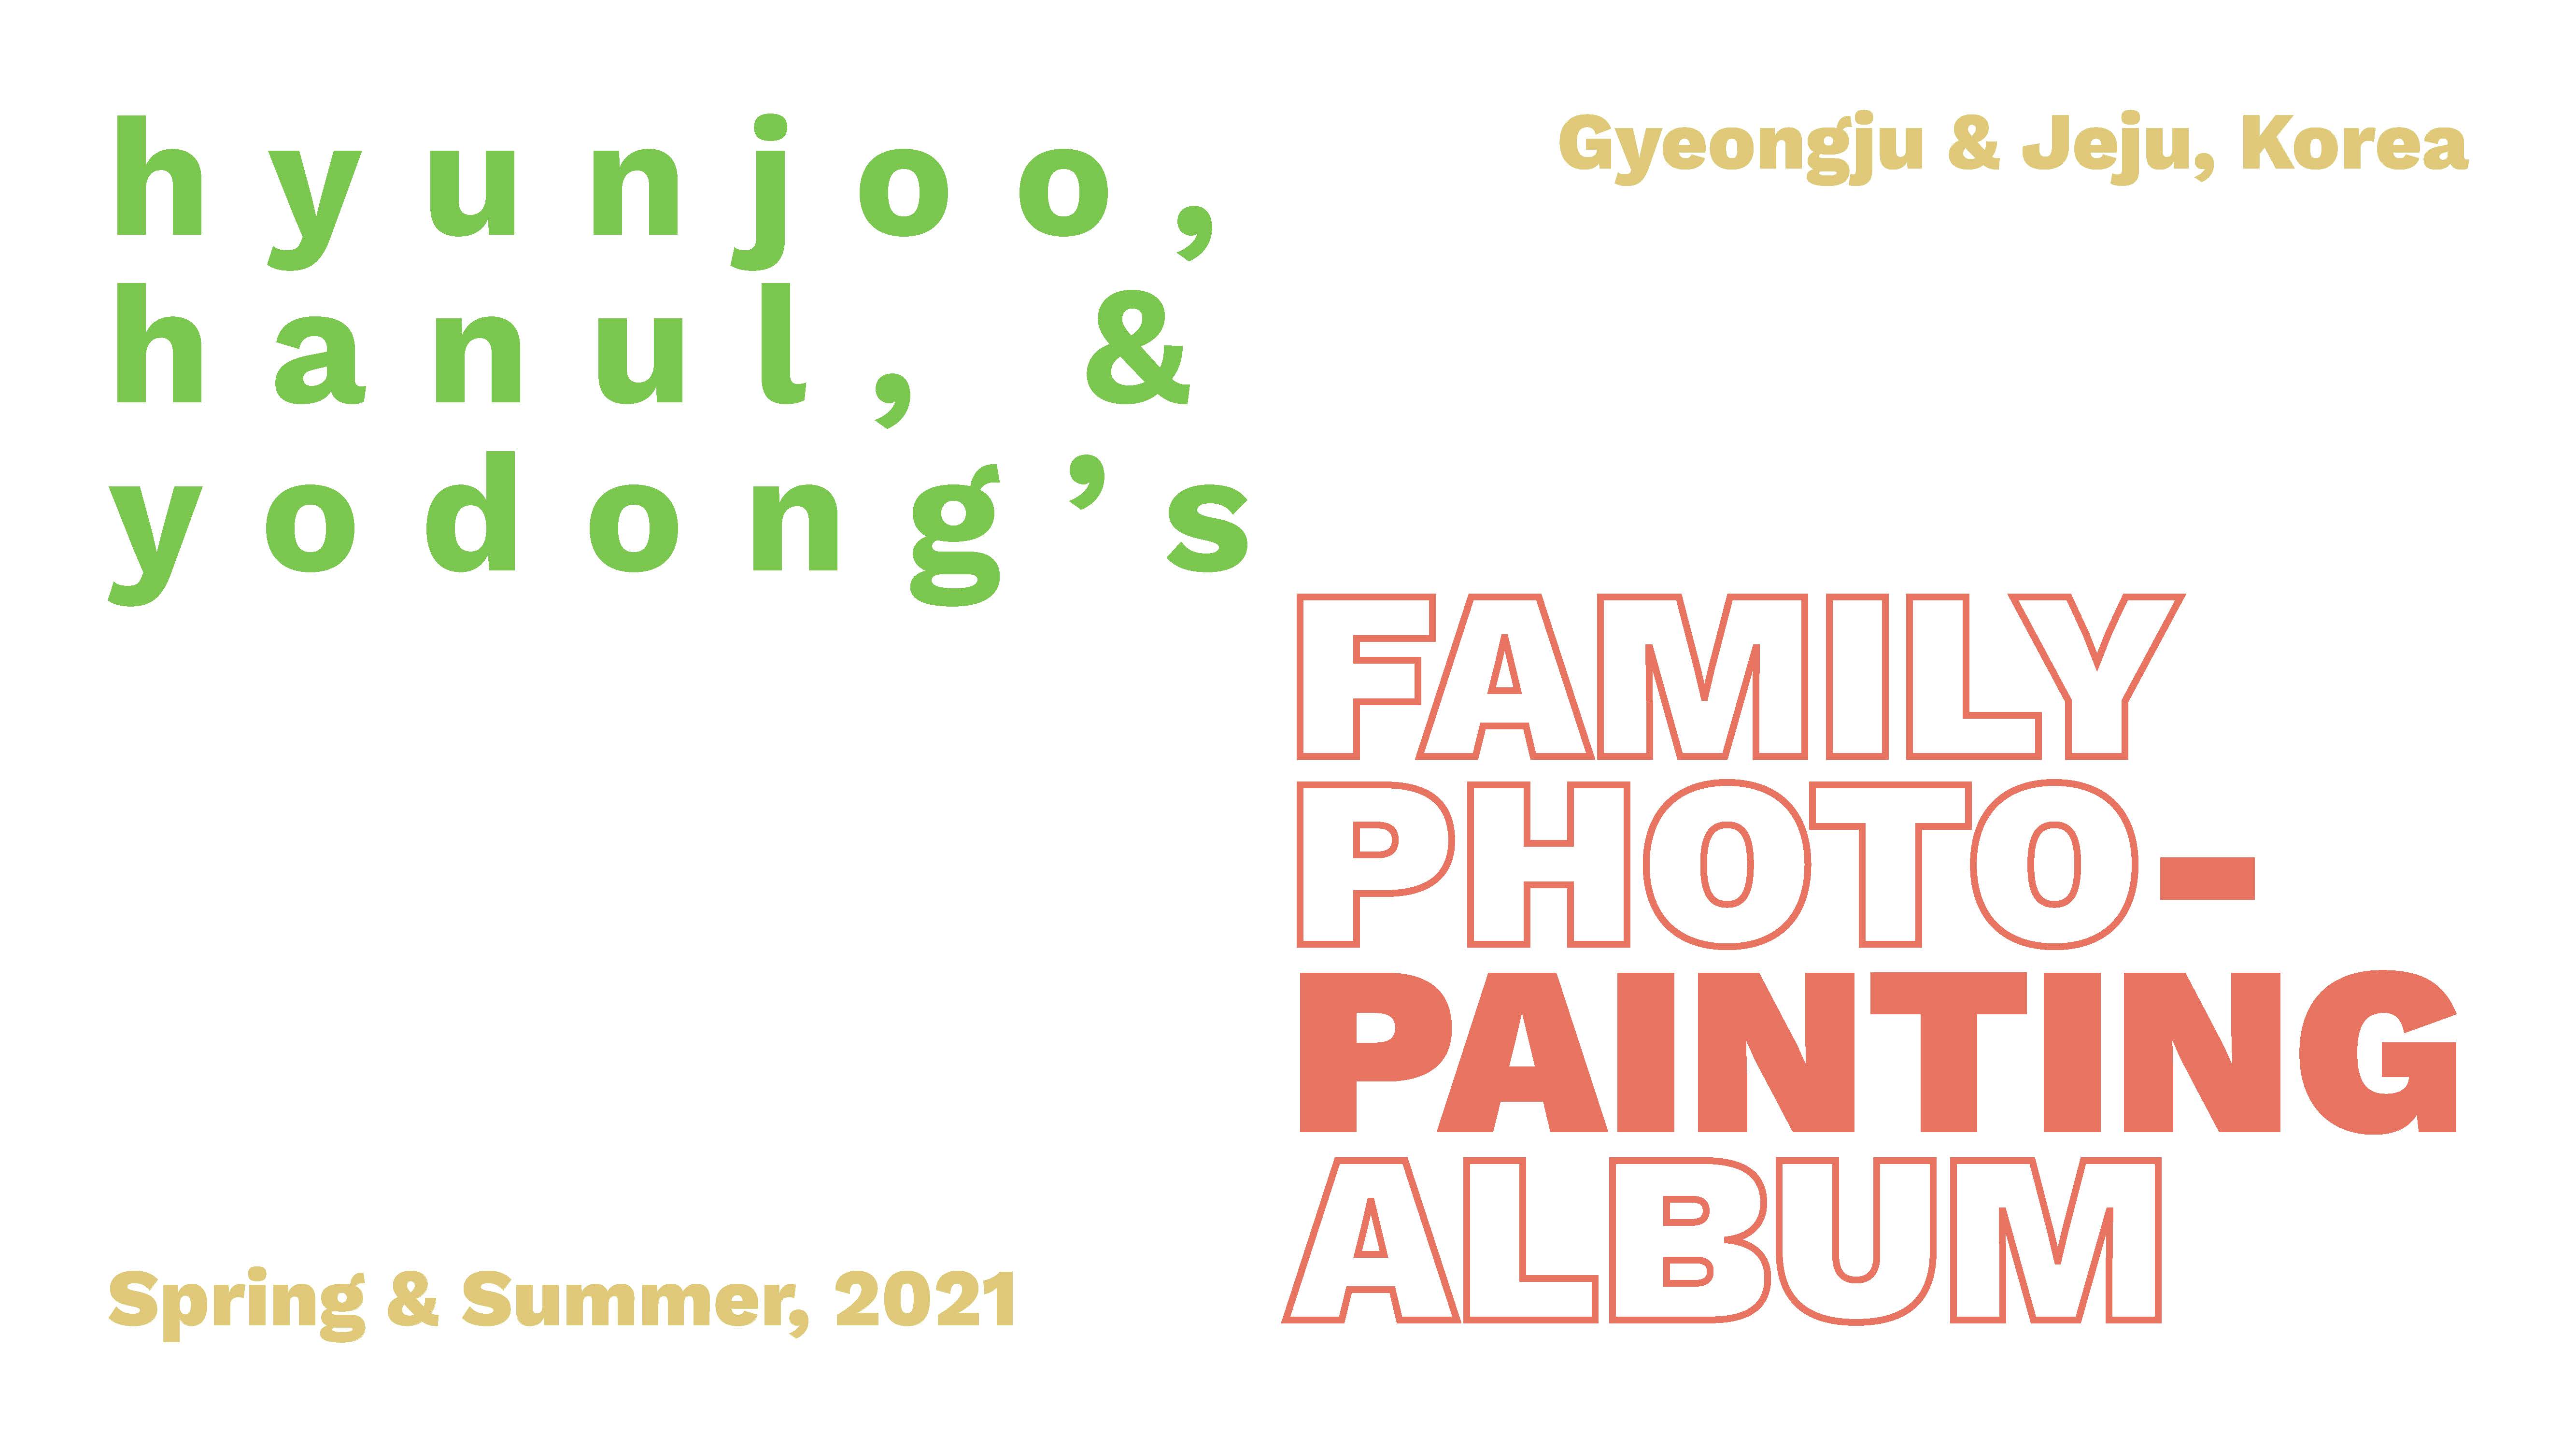 hyunjoo,
hanul, &
yodong’s
Gyeongju & Jeju, Korea
FAMILY
PHOTO-
PAINTING
ALBUM
Spring & Summer, 2021